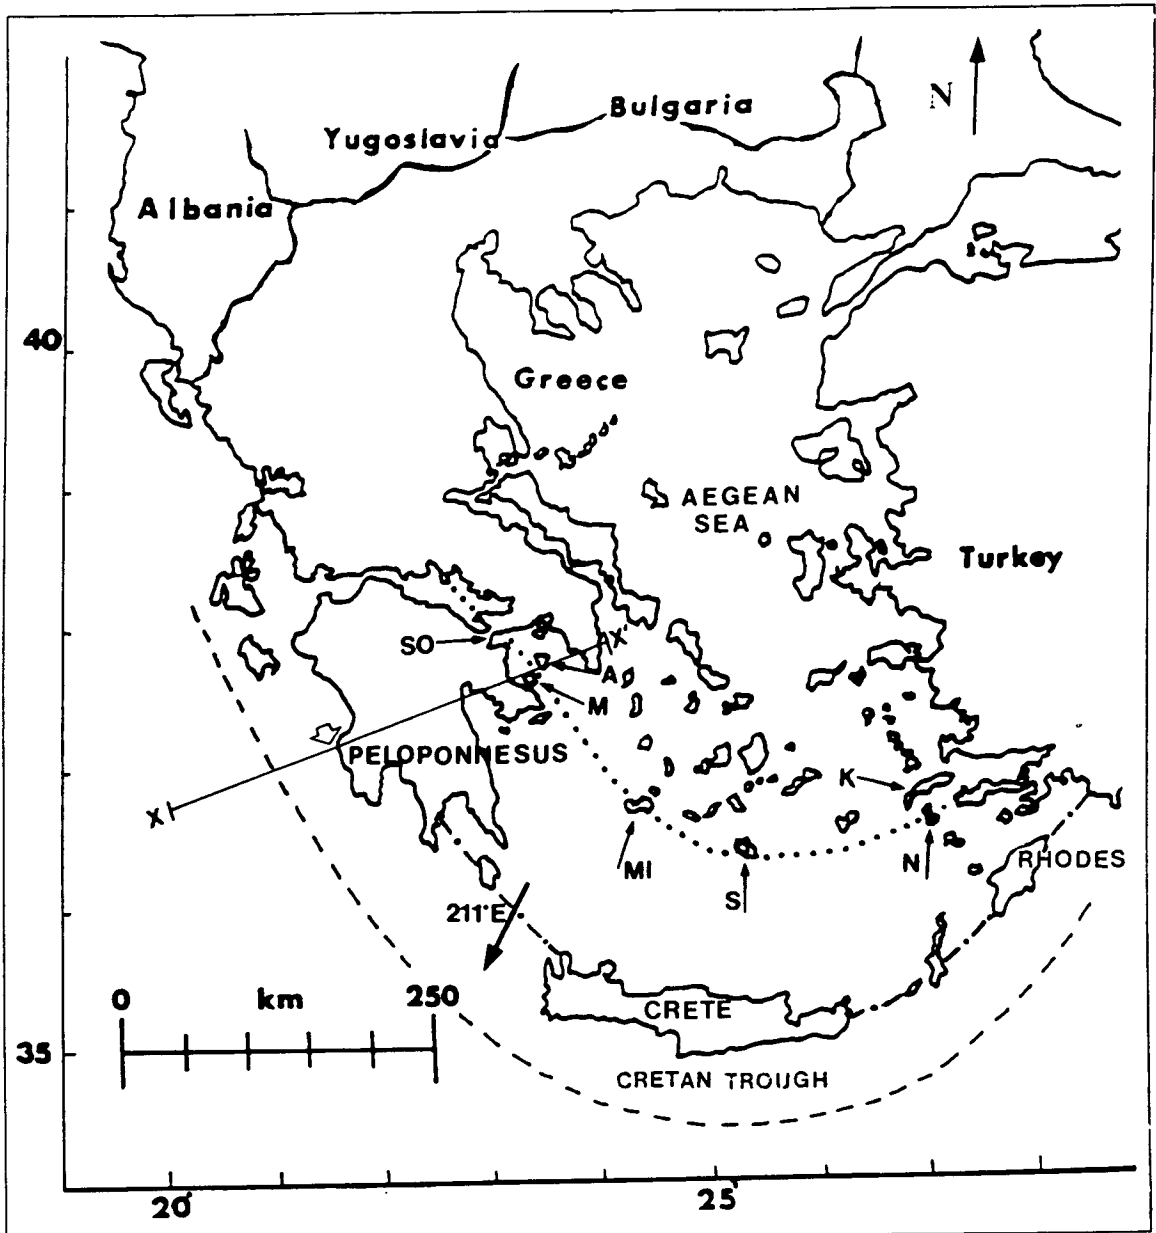 N
Bulgaria
Yugoslavia
Albania
40
Greece
AEGEAN
SEA
Turkey
SO
X'
A
M
PELOPONNESUS
X
K
MI
S
N
RHODES
211°E
0 km 250
CRETE
35
CRETAN TROUGH
20
25